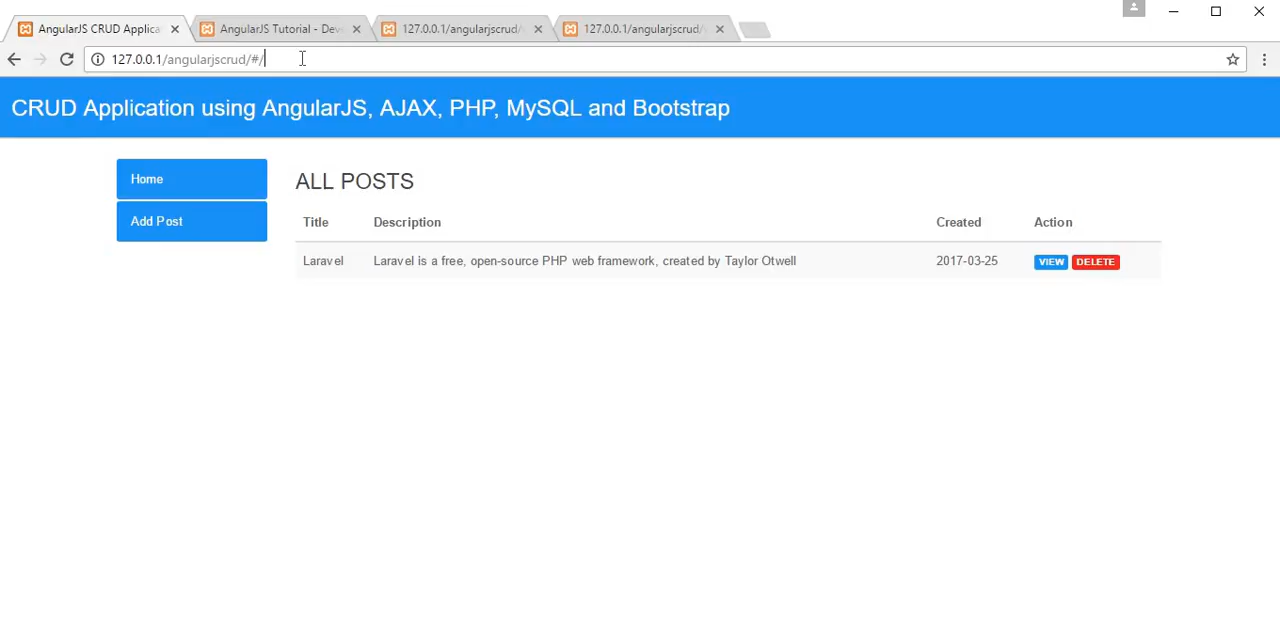 AngularJS CRUD Applica
AngularJS Tutorial - Dev
127.0.0.1/angularjscrud/
127.0.0.1/angularjscrud/
127.0.0.1/angularjscrud/#/
CRUD Application using AngularJS, AJAX, PHP, MySQL and Bootstrap
Home
Add Post
ALL POSTS
Title Description Created Action
Laravel Laravel is a free, open-source PHP web framework, created by Taylor Otwell 2017-03-25 VIEW DELETE